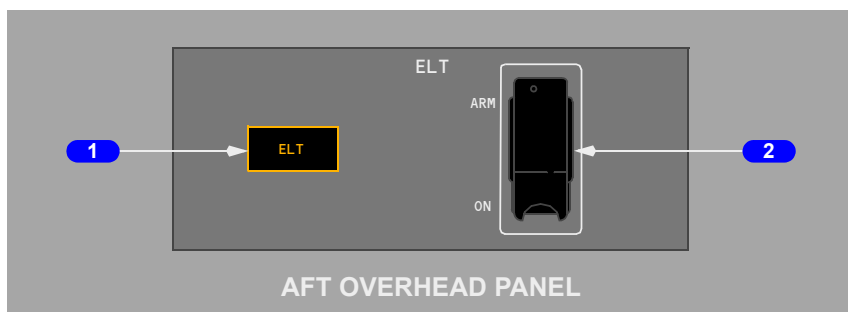 ELT
ARM
1
ELT
2
ON
AFT OVERHEAD PANEL